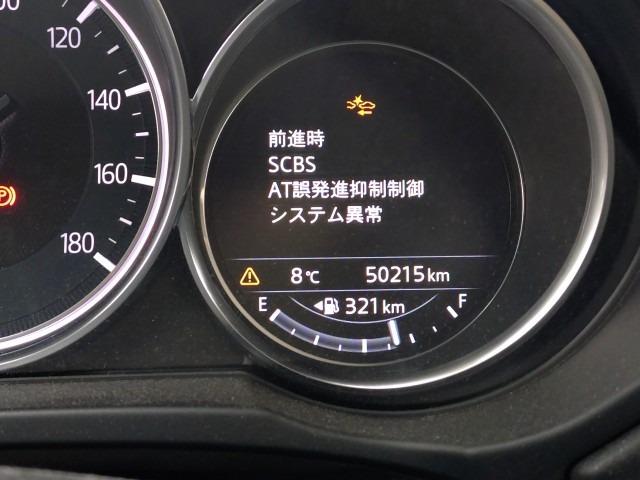 120
140
160
180
P
前進時
SCBS
AT誤発進抑制制御
システム異常
8℃ 50215km
E 321km F